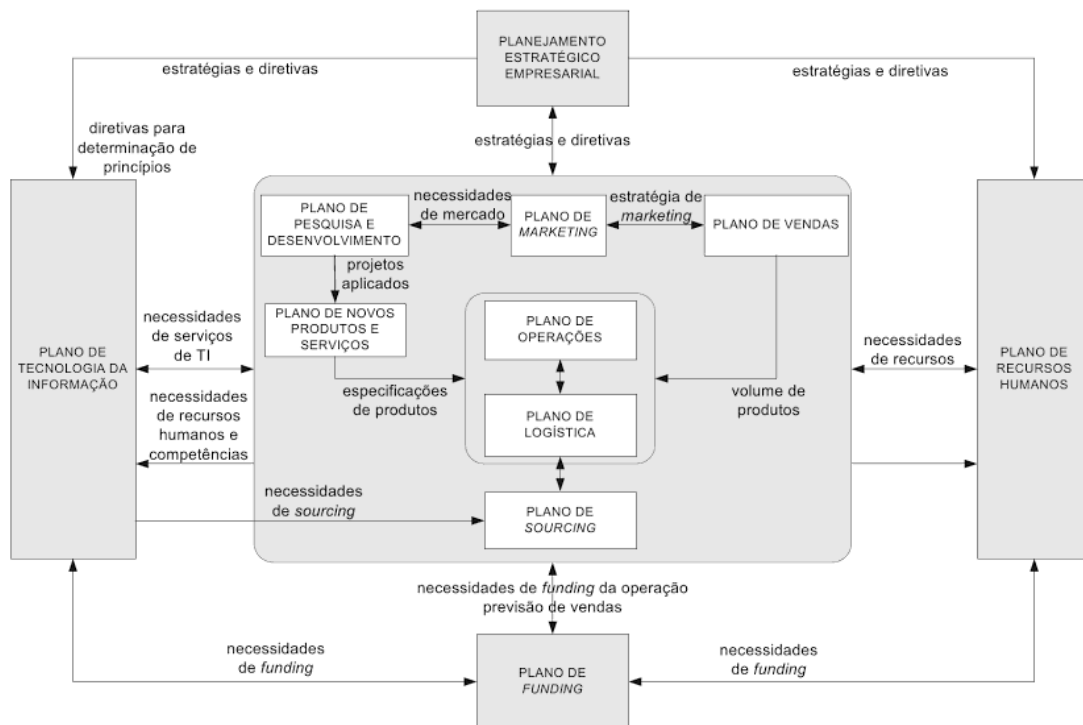 PLANEJAMENTO
ESTRATÉGICO
EMPRESARIAL
estratégias e diretivas
estratégias e diretivas
diretivas para
determinação de
princípios
estratégias e diretivas
PLANO DE
PESQUISA E
DESENVOLVIMENTO
necessidades
de mercado
PLANO DE
MARKETING
estratégia de
marketing
PLANO DE VENDAS
projetos
aplicados
PLANO DE NOVOS
PRODUTOS E
SERVIÇOS
PLANO DE
OPERAÇÕES
necessidades
de serviços
de TI
PLANO DE
TECNOLOGIA DA
INFORMAÇÃO
necessidades
de recursos
PLANO DE
RECURSOS
HUMANOS
especificações
de produtos
volume de
produtos
PLANO DE
LOGÍSTICA
necessidades
de recursos
humanos e
competências
necessidades
de sourcing
PLANO DE
SOURCING
necessidades de funding da operação
previsão de vendas
necessidades
de funding
PLANO DE
FUNDING
necessidades
de funding